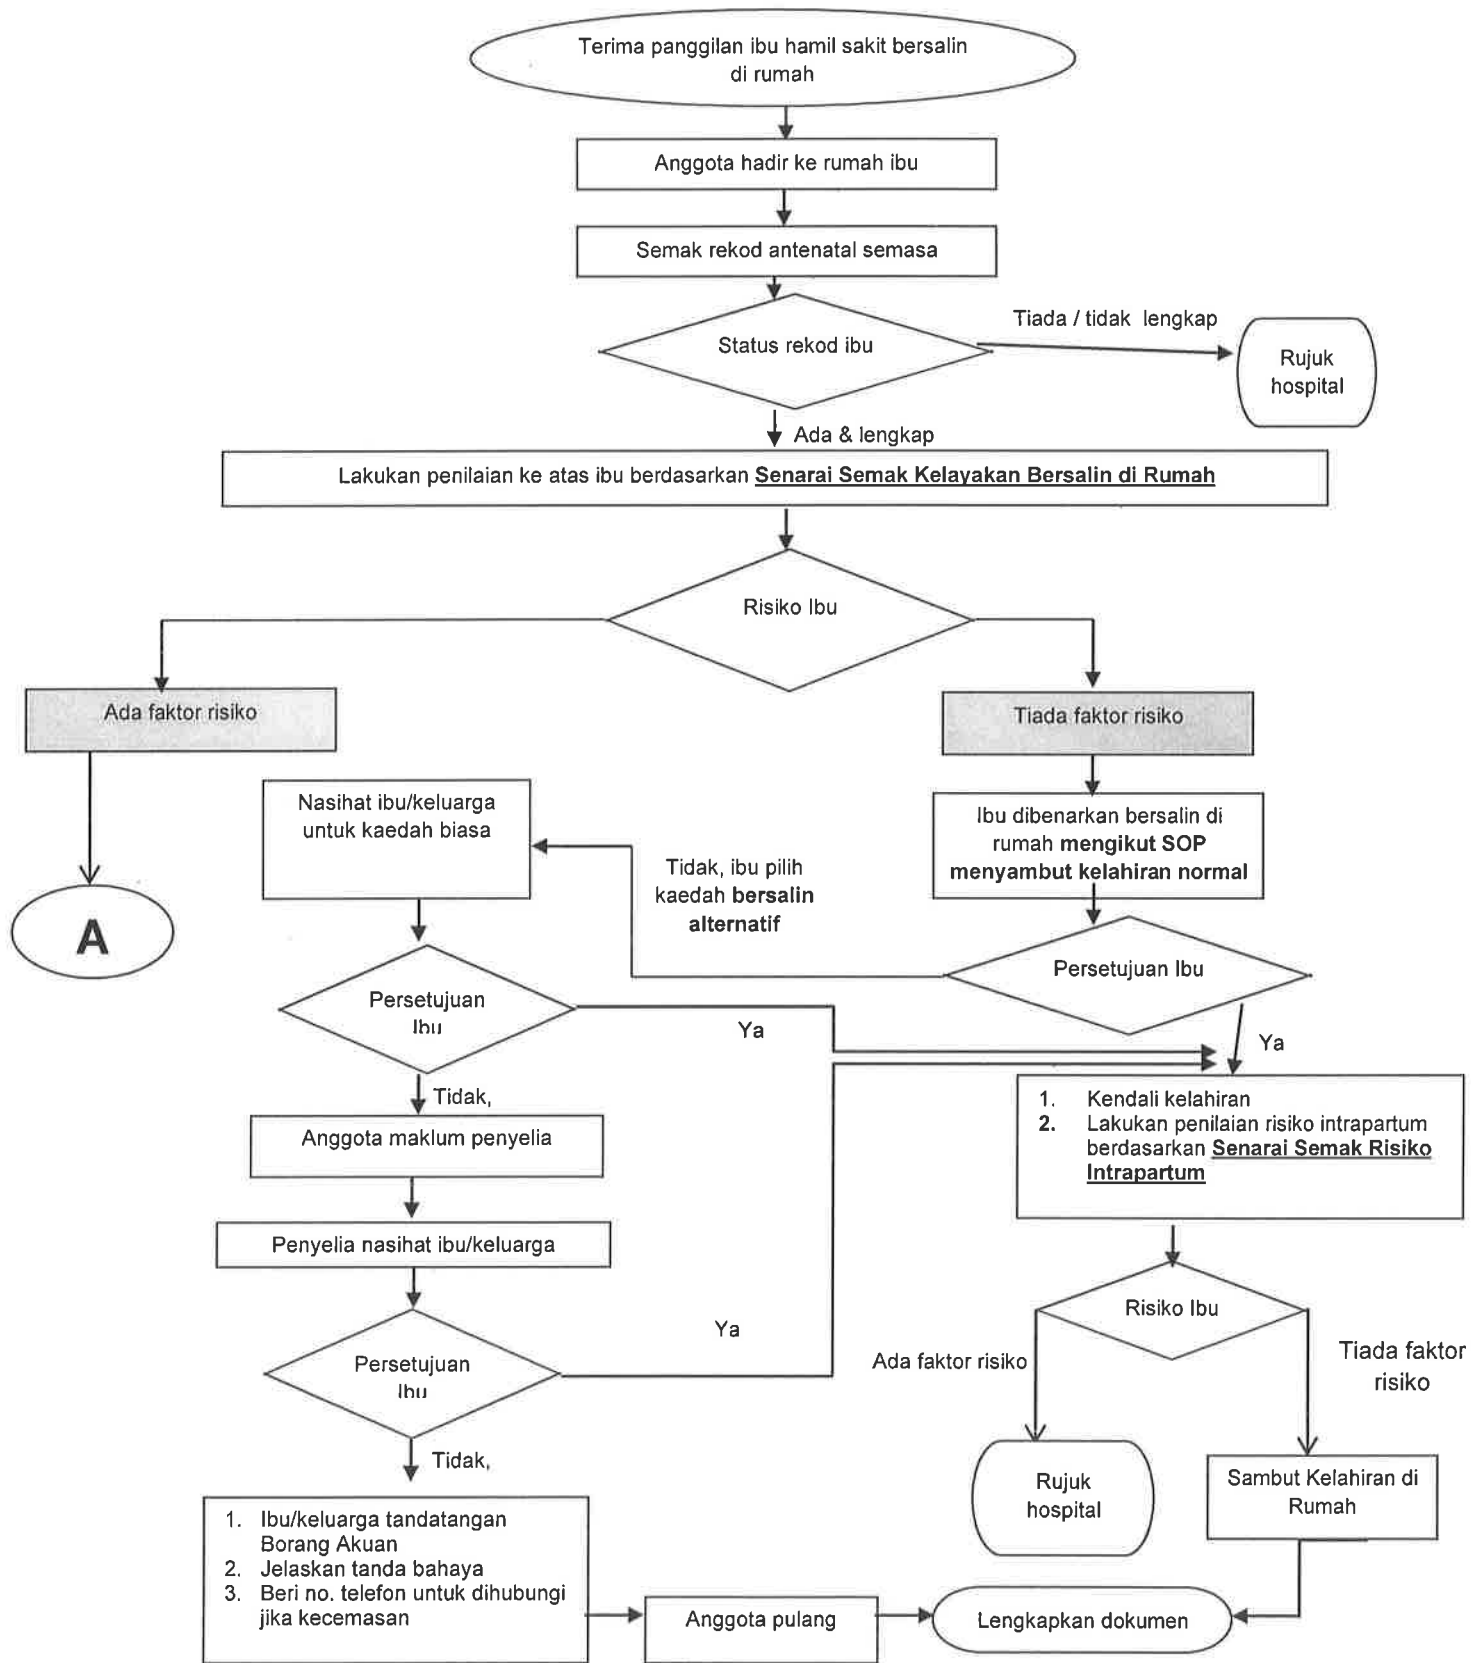 Terima panggilan ibu hamil sakit bersalin
di rumah
Anggota hadir ke rumah ibu
Semak rekod antenatal semasa
Status rekod ibu
Tiada / tidak lengkap
Rujuk
hospital
Ada & lengkap
Lakukan penilaian ke atas ibu berdasarkan Senarai Semak Kelayakan Bersalin di Rumah
Risiko Ibu
Ada faktor risiko
Tiada faktor risiko
A
Nasihat ibu/keluarga
untuk kaedah biasa
Tidak, ibu pilih
kaedah bersalin
alternatif
Ibu dibenarkan bersalin di
rumah mengikut SOP
menyambut kelahiran normal
Persetujuan Ibu
Persetujuan
Ibu
Ya
Ya
Tidak,
Anggota maklum penyelia
1. Kendali kelahiran
2. Lakukan penilaian risiko intrapartum
berdasarkan Senarai Semak Risiko
Intrapartum
Penyelia nasihat ibu/keluarga
Persetujuan
Ibu
Ya
Risiko Ibu
Ada faktor risiko
Tiada faktor
risiko
Tidak,
Rujuk
hospital
Sambut Kelahiran di
Rumah
1. Ibu/keluarga tandatangan
Borang Akuan
2. Jelaskan tanda bahaya
3. Beri no. telefon untuk dihubungi
jika kecemasan
Anggota pulang
Lengkapkan dokumen